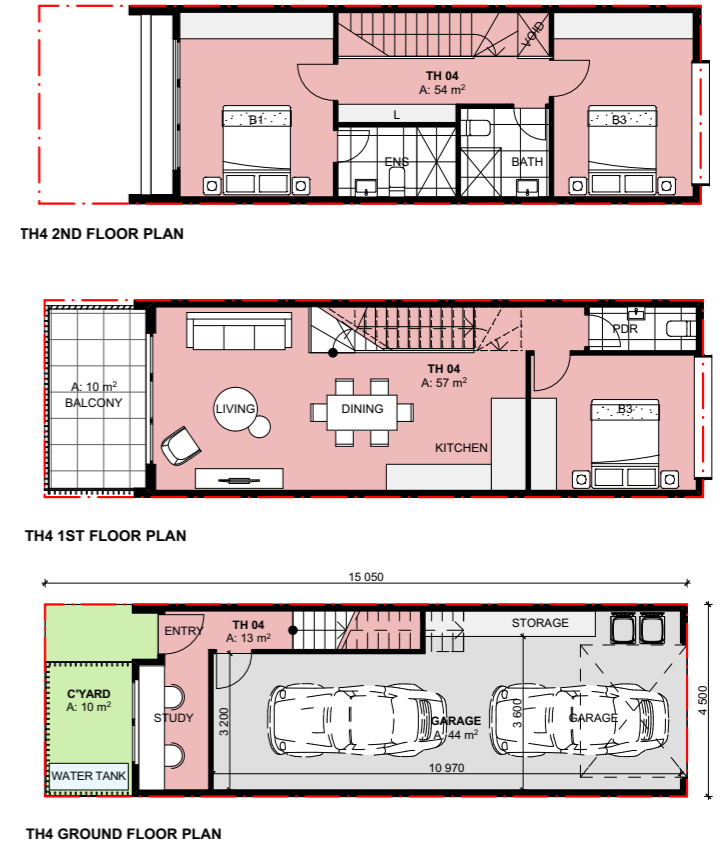 VOID
TH 04
A: 54 m²
B1
L
B3
ENS
BATH
TH4 2ND FLOOR PLAN
PDR
TH 04
A: 57 m²
A: 10 m²
BALCONY
LIVING
DINING
B3
KITCHEN
TH4 1ST FLOOR PLAN
15 050
ENTRY
TH 04
A: 13 m²
STORAGE
C'YARD
A: 10 m²
STUDY
3 200
GARAGE
A: 44 m²
3 600
GARAGE
4 500
WATER TANK
10 970
TH4 GROUND FLOOR PLAN